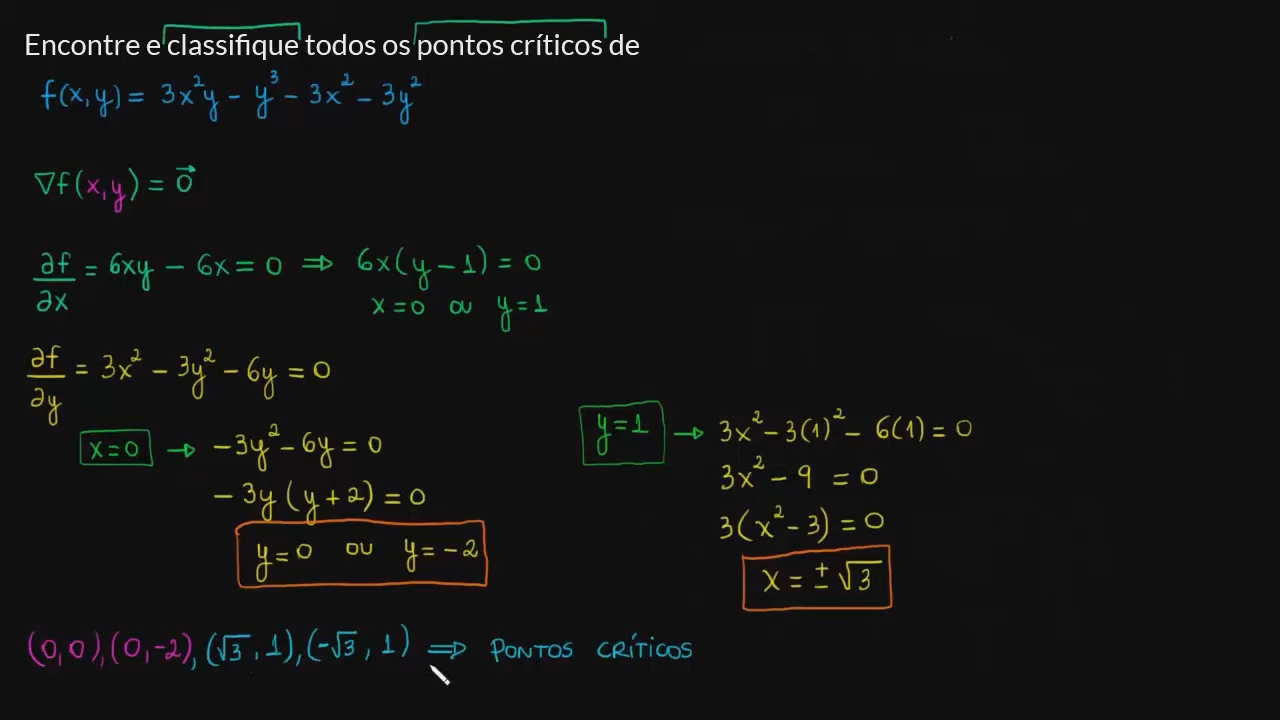 Encontre e classifique todos os pontos críticos de
f(x,y) = 3x²y - y³ - 3x² - 3y²
∇f(x,y) = 0⃗
∂f/∂x = 6xy - 6x = 0 ⇒ 6x(y-1) = 0
x=0 ou y=1
∂f/∂y = 3x² - 3y² - 6y = 0
x=0 → -3y² - 6y = 0
-3y(y+2) = 0
y=0 ou y=-2
y=1 → 3x² - 3(1)² - 6(1) = 0
3x² - 9 = 0
3(x² - 3) = 0
x = ±√3
(0,0), (0,-2), (√3, 1), (-√3, 1) ⇒ PONTOS CRÍTICOS